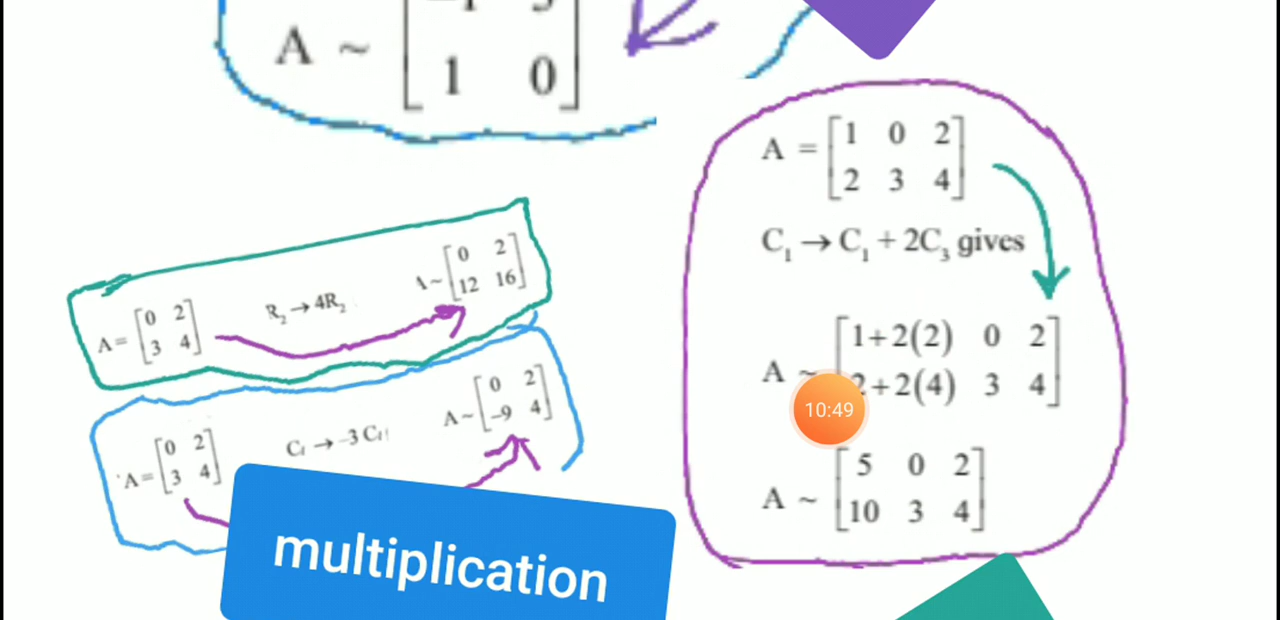 A ~ [
1 0 ]
A = [ 0 2
3 4 ]
R₂ → 4R₂
A ~ [ 0 2
12 16 ]
A = [ 0 2
3 4 ]
C₁ → -3 C₁
A ~ [ 0 2
-9 4 ]
multiplication
A = [ 1 0 2
2 3 4 ]
C₁ → C₁ + 2C₃ gives
A ~ [ 1+2(2) 0 2
2+2(4) 3 4 ]
10:49
A ~ [ 5 0 2
10 3 4 ]